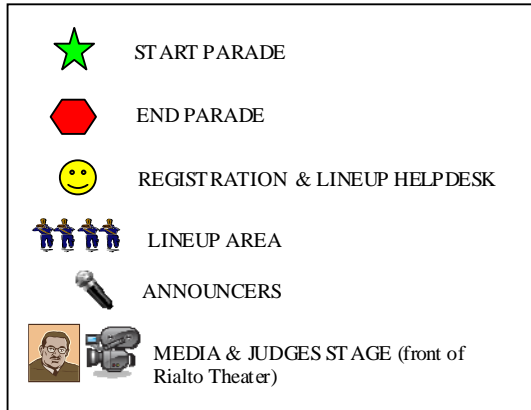 START PARADE
END PARADE
REGISTRATION & LINEUP HELPDESK
LINEUP AREA
ANNOUNCERS
MEDIA & JUDGES STAGE (front of
Rialto Theater)